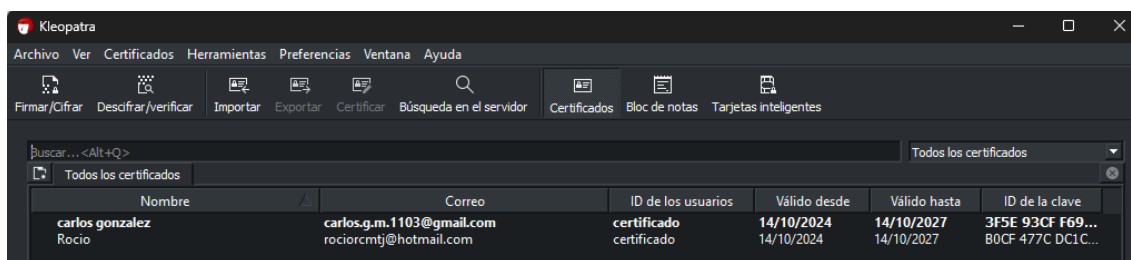 Kleopatra
Archivo Ver Certificados Herramientas Preferencias Ventana Ayuda
Firmar/Cifrar Descifrar/verificar Importar Exportar Certificar Búsqueda en el servidor Certificados Bloc de notas Tarjetas inteligentes
Buscar...<Alt+Q> Todos los certificados
Todos los certificados
Nombre Correo ID de los usuarios Válido desde Válido hasta ID de la clave
carlos gonzalez carlos.g.m.1103@gmail.com certificado 14/10/2024 14/10/2027 3F5E 93CF F69...
Rocio rociorcmtj@hotmail.com certificado 14/10/2024 14/10/2027 B0CF 477C DC1C...